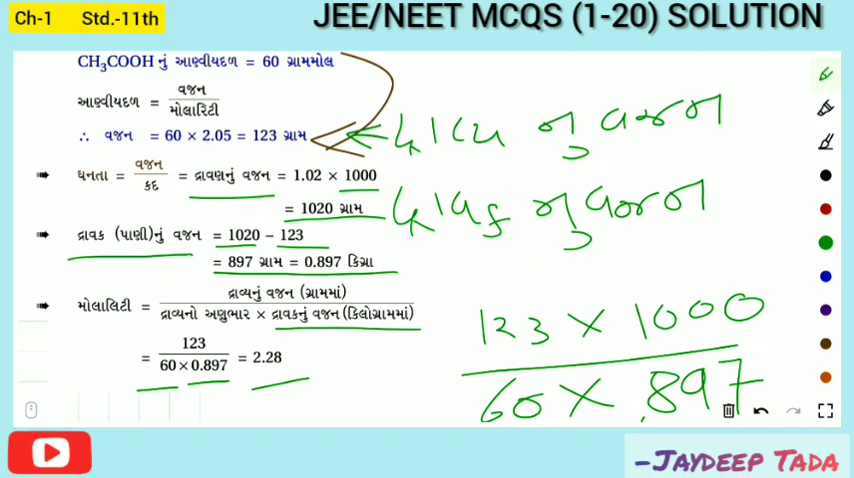 Ch-1 Std.-11th
JEE/NEET MCQS (1-20) SOLUTION
CH₃COOH નું આણ્વીયદળ = 60 ગ્રામમોલ
આણ્વીયદળ = વજન / મોલારિટી
∴ વજન = 60 × 2.05 = 123 ગ્રામ
દ્રાવ્ય નુ વજન
➠ ઘનતા = વજન / કદ = દ્રાવણનું વજન = 1.02 × 1000
= 1020 ગ્રામ
દ્રાવક નુ વજન
➠ દ્રાવક (પાણી)નું વજન = 1020 − 123
= 897 ગ્રામ = 0.897 કિગ્રા
➠ મોલાલિટી = દ્રાવ્યનું વજન (ગ્રામમાં) / દ્રાવ્યનો અણુભાર × દ્રાવકનું વજન (કિલોગ્રામમાં)
= 123 / 60 × 0.897 = 2.28
123 × 1000
60 × .897
-JAYDEEP TADA